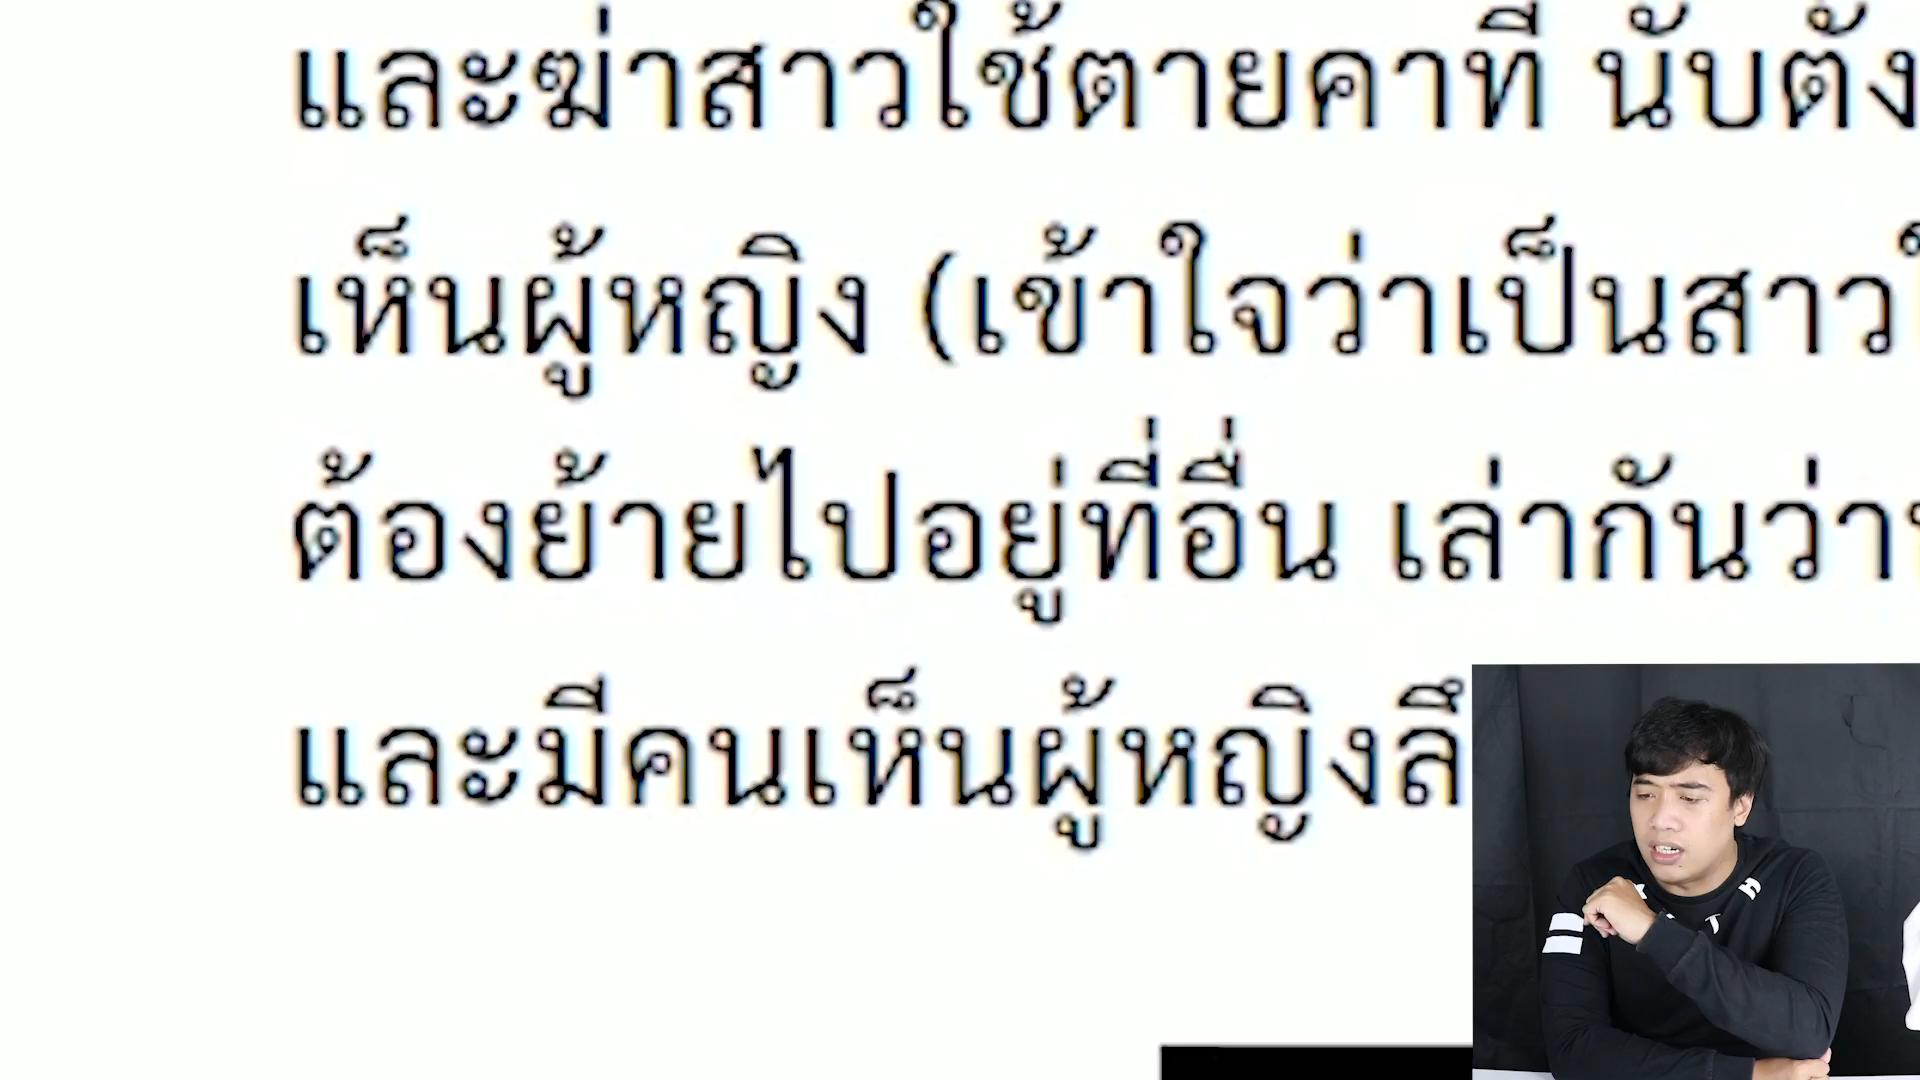 และฆ่าสาวใช้ตายคาที่ นับตั้ง
เห็นผู้หญิง (เข้าใจว่าเป็นสาวใ
ต้องย้ายไปอยู่ที่อื่น เล่ากันว่า
และมีคนเห็นผู้หญิงลึ